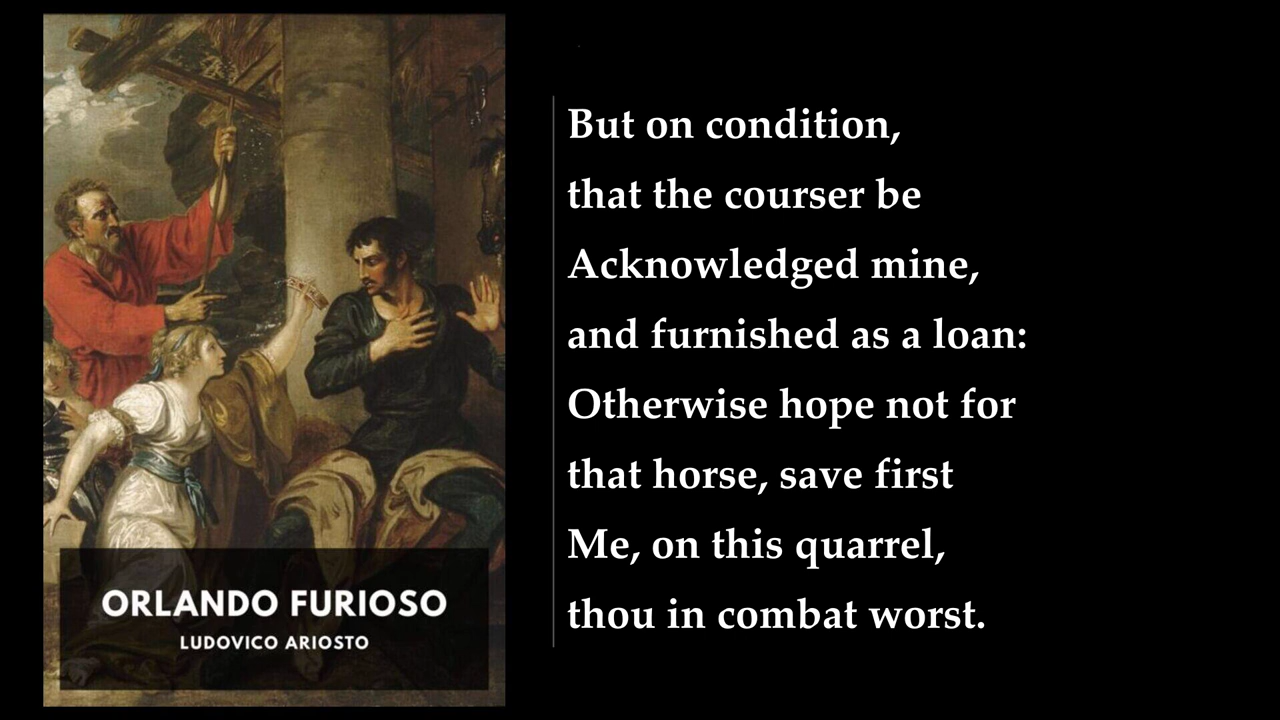 ORLANDO FURIOSO
LUDOVICO ARIOSTO
But on condition,
that the courser be
Acknowledged mine,
and furnished as a loan:
Otherwise hope not for
that horse, save first
Me, on this quarrel,
thou in combat worst.